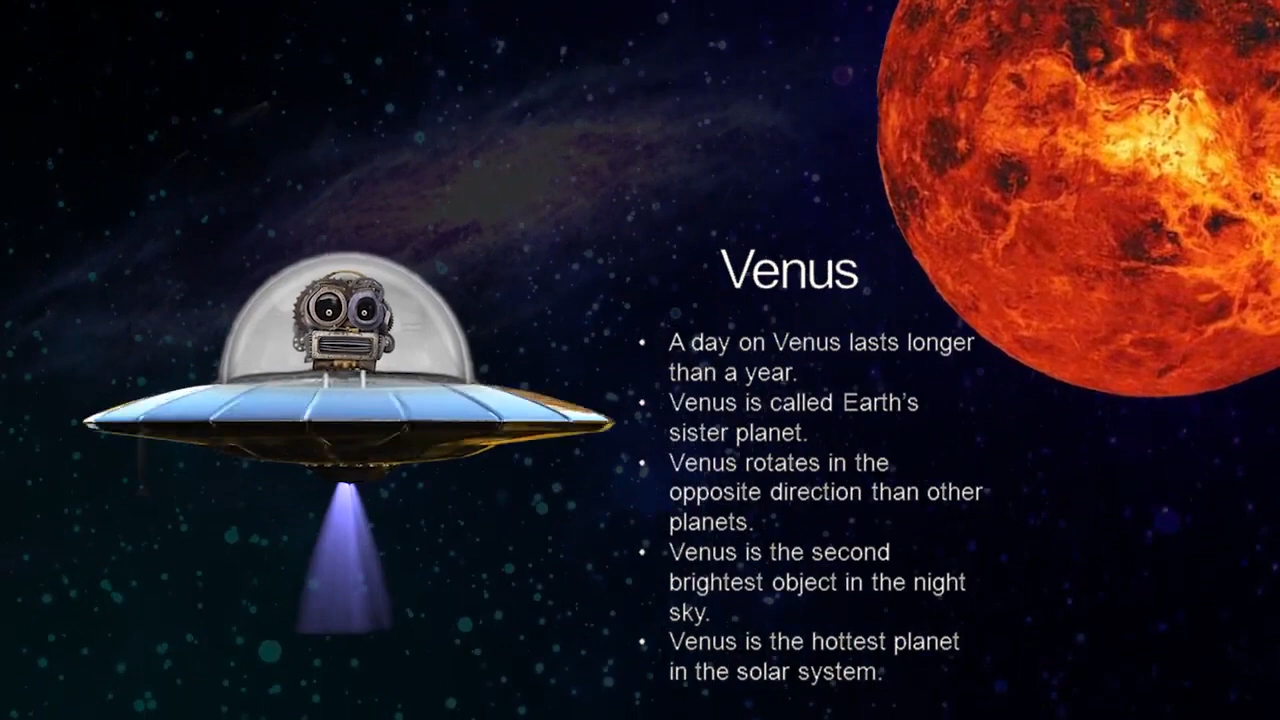 Venus
• A day on Venus lasts longer
than a year.
• Venus is called Earth’s
sister planet.
• Venus rotates in the
opposite direction than other
planets.
• Venus is the second
brightest object in the night
sky.
• Venus is the hottest planet
in the solar system.